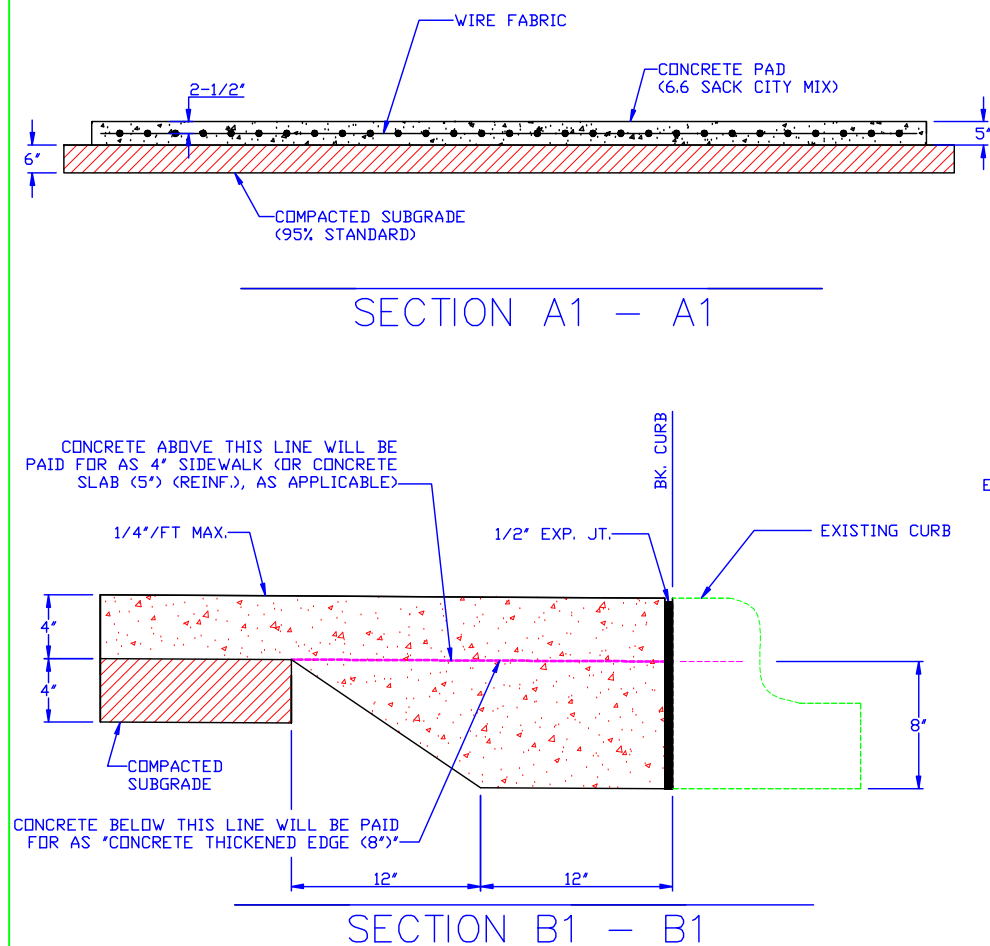 WIRE FABRIC
CONCRETE PAD
(6.6 SACK CITY MIX)
2-1/2"
5"
6"
COMPACTED SUBGRADE
(95% STANDARD)
SECTION A1 - A1
BK. CURB
CONCRETE ABOVE THIS LINE WILL BE
PAID FOR AS 4" SIDEWALK (OR CONCRETE
SLAB (5") (REINF.), AS APPLICABLE)
E
1/4"/FT MAX.
1/2" EXP. JT.
EXISTING CURB
4"
4"
8"
COMPACTED
SUBGRADE
CONCRETE BELOW THIS LINE WILL BE PAID
FOR AS "CONCRETE THICKENED EDGE (8")"
12"
12"
SECTION B1 - B1